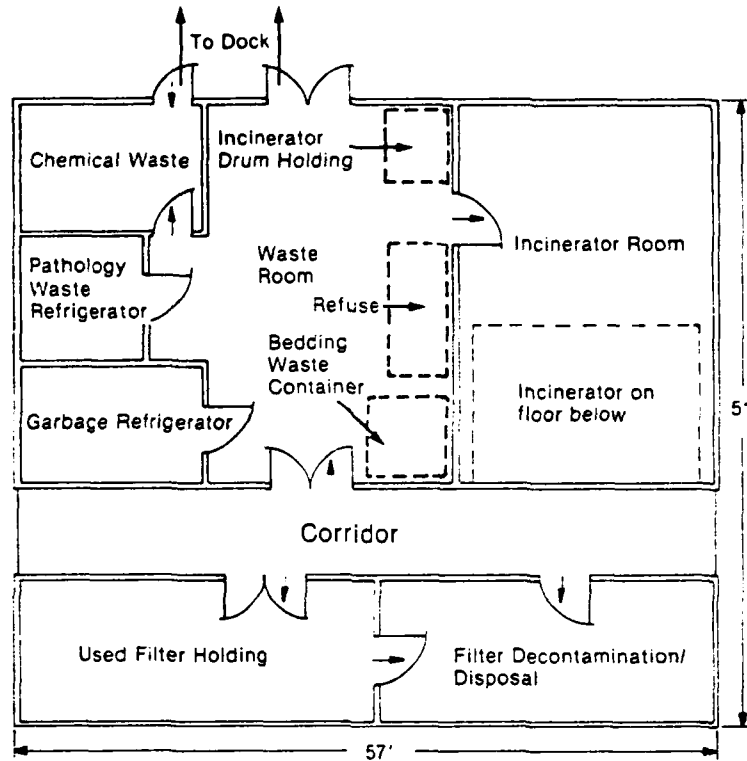 To Dock
Incinerator
Drum Holding
Chemical Waste
Pathology
Waste
Refrigerator
Waste
Room
Incinerator Room
Refuse
Bedding
Waste
Container
Garbage Refrigerator
Incinerator on
floor below
Corridor
Used Filter Holding
Filter Decontamination/
Disposal
57'